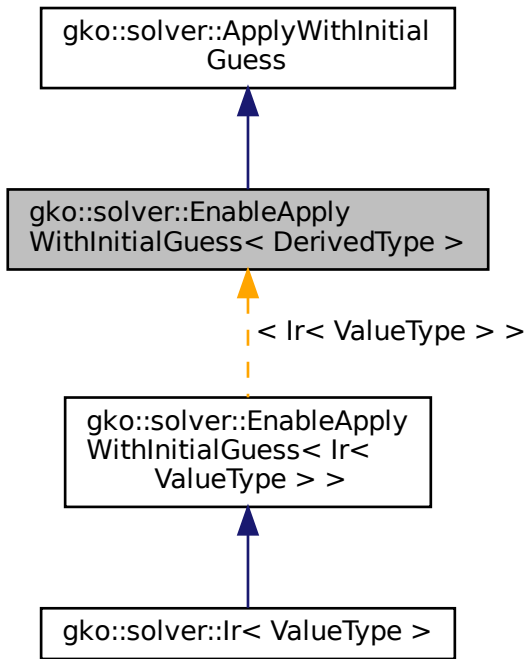 gko::solver::ApplyWithInitial
Guess
gko::solver::EnableApply
WithInitialGuess< DerivedType >
< Ir< ValueType > >
gko::solver::EnableApply
WithInitialGuess< Ir<
ValueType > >
gko::solver::Ir< ValueType >